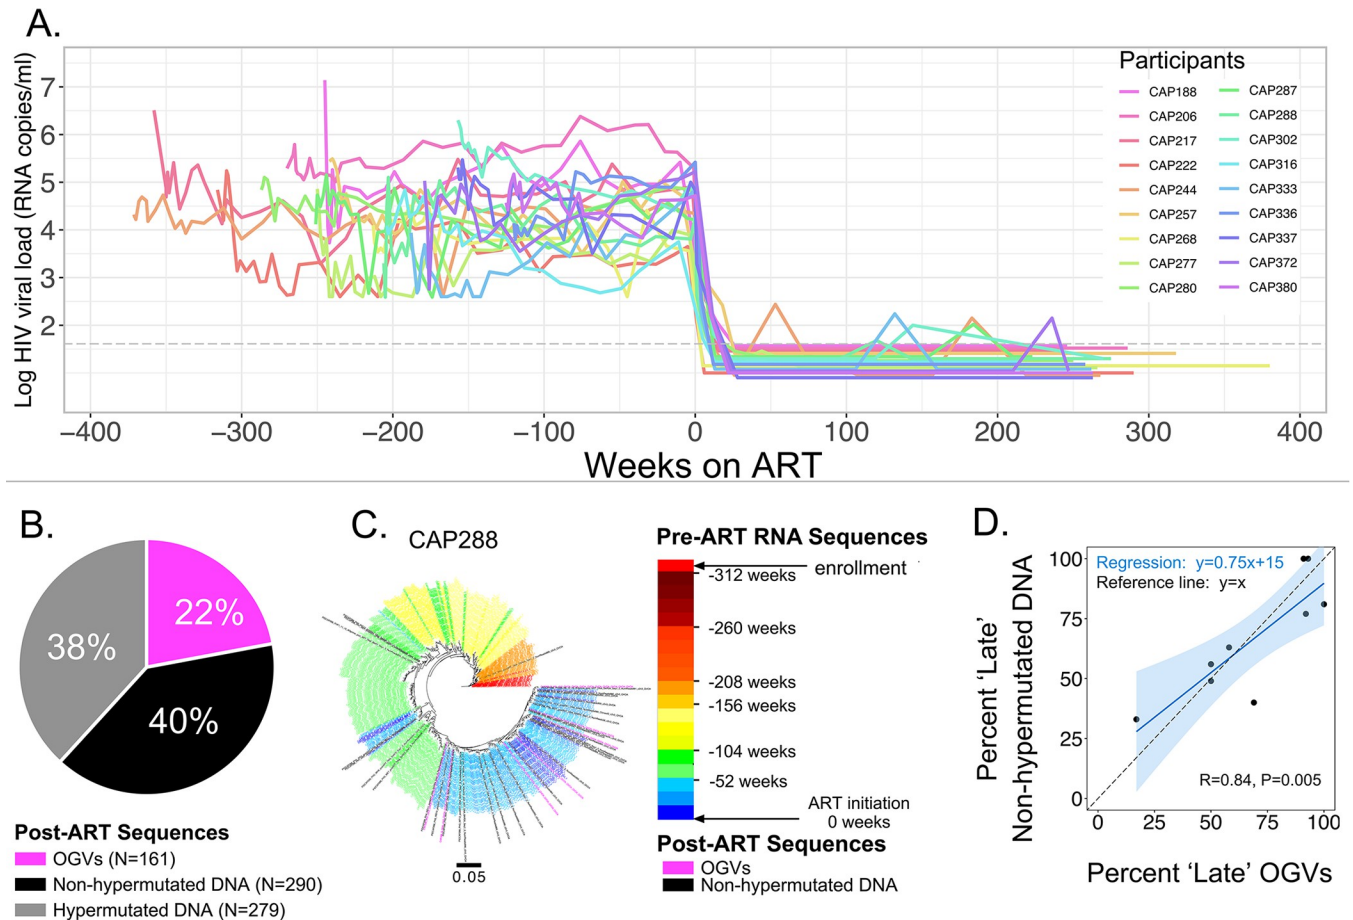 A.
Log HIV viral load (RNA copies/ml)
7
6
5
4
3
2
−400 −300 −200 −100 0 100 200 300 400
Weeks on ART
Participants
CAP188 CAP287
CAP206 CAP288
CAP217 CAP302
CAP222 CAP316
CAP244 CAP333
CAP257 CAP336
CAP268 CAP337
CAP277 CAP372
CAP280 CAP380
B.
22%
38%
40%
Post-ART Sequences
OGVs (N=161)
Non-hypermutated DNA (N=290)
Hypermutated DNA (N=279)
C.
CAP288
0.05
Pre-ART RNA Sequences
enrollment
-312 weeks
-260 weeks
-208 weeks
-156 weeks
-104 weeks
-52 weeks
ART initiation
0 weeks
Post-ART Sequences
OGVs
Non-hypermutated DNA
D.
Percent ‘Late’
Non-hypermutated DNA
100
75
50
25
0
Regression: y=0.75x+15
Reference line: y=x
R=0.84, P=0.005
0 25 50 75 100
Percent ‘Late’ OGVs